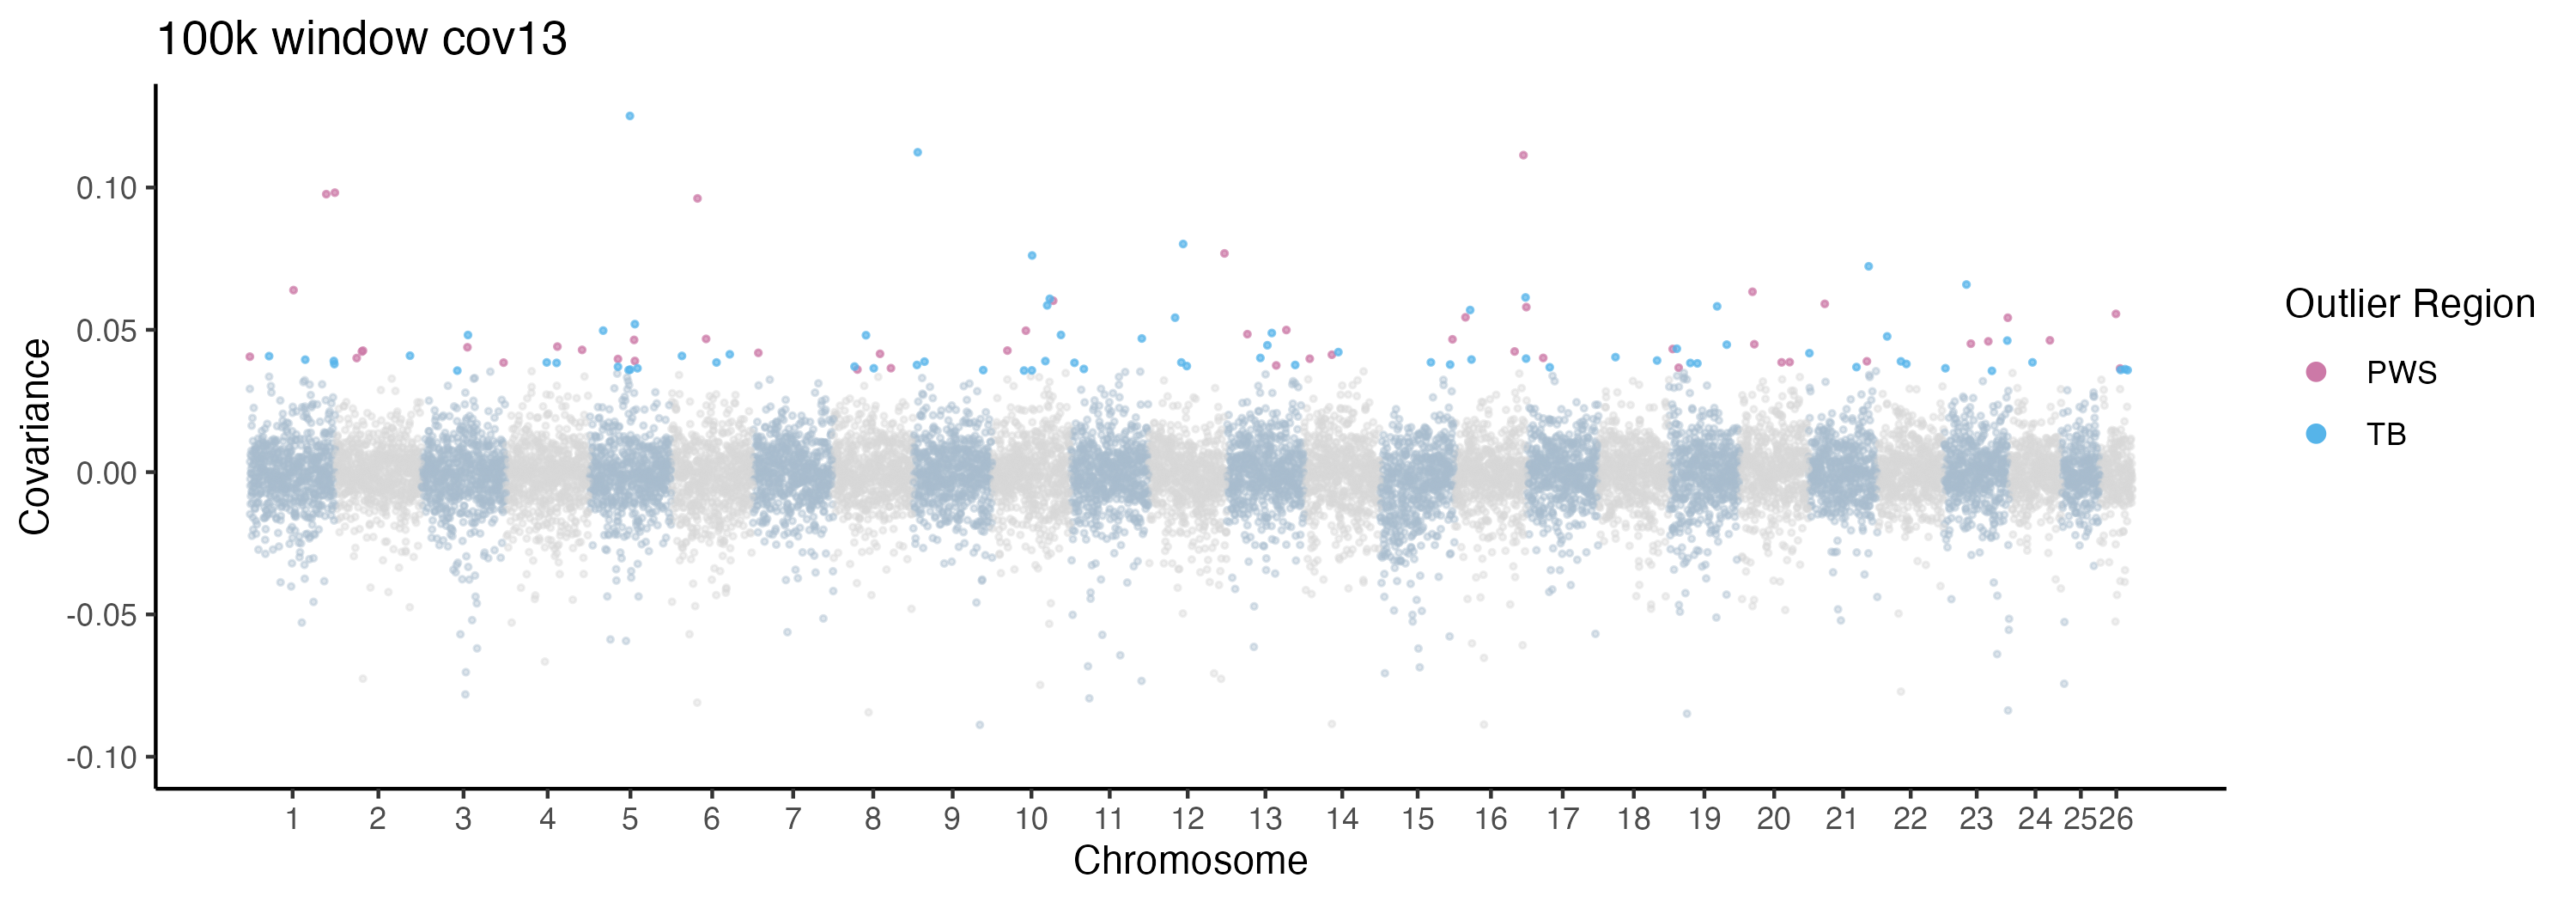 100k window cov13
Covariance
0.10
0.05
0.00
-0.05
-0.10
1 2 3 4 5 6 7 8 9 10 11 12 13 14 15 16 17 18 19 20 21 22 23 24 25 26
Chromosome
Outlier Region
PWS
TB